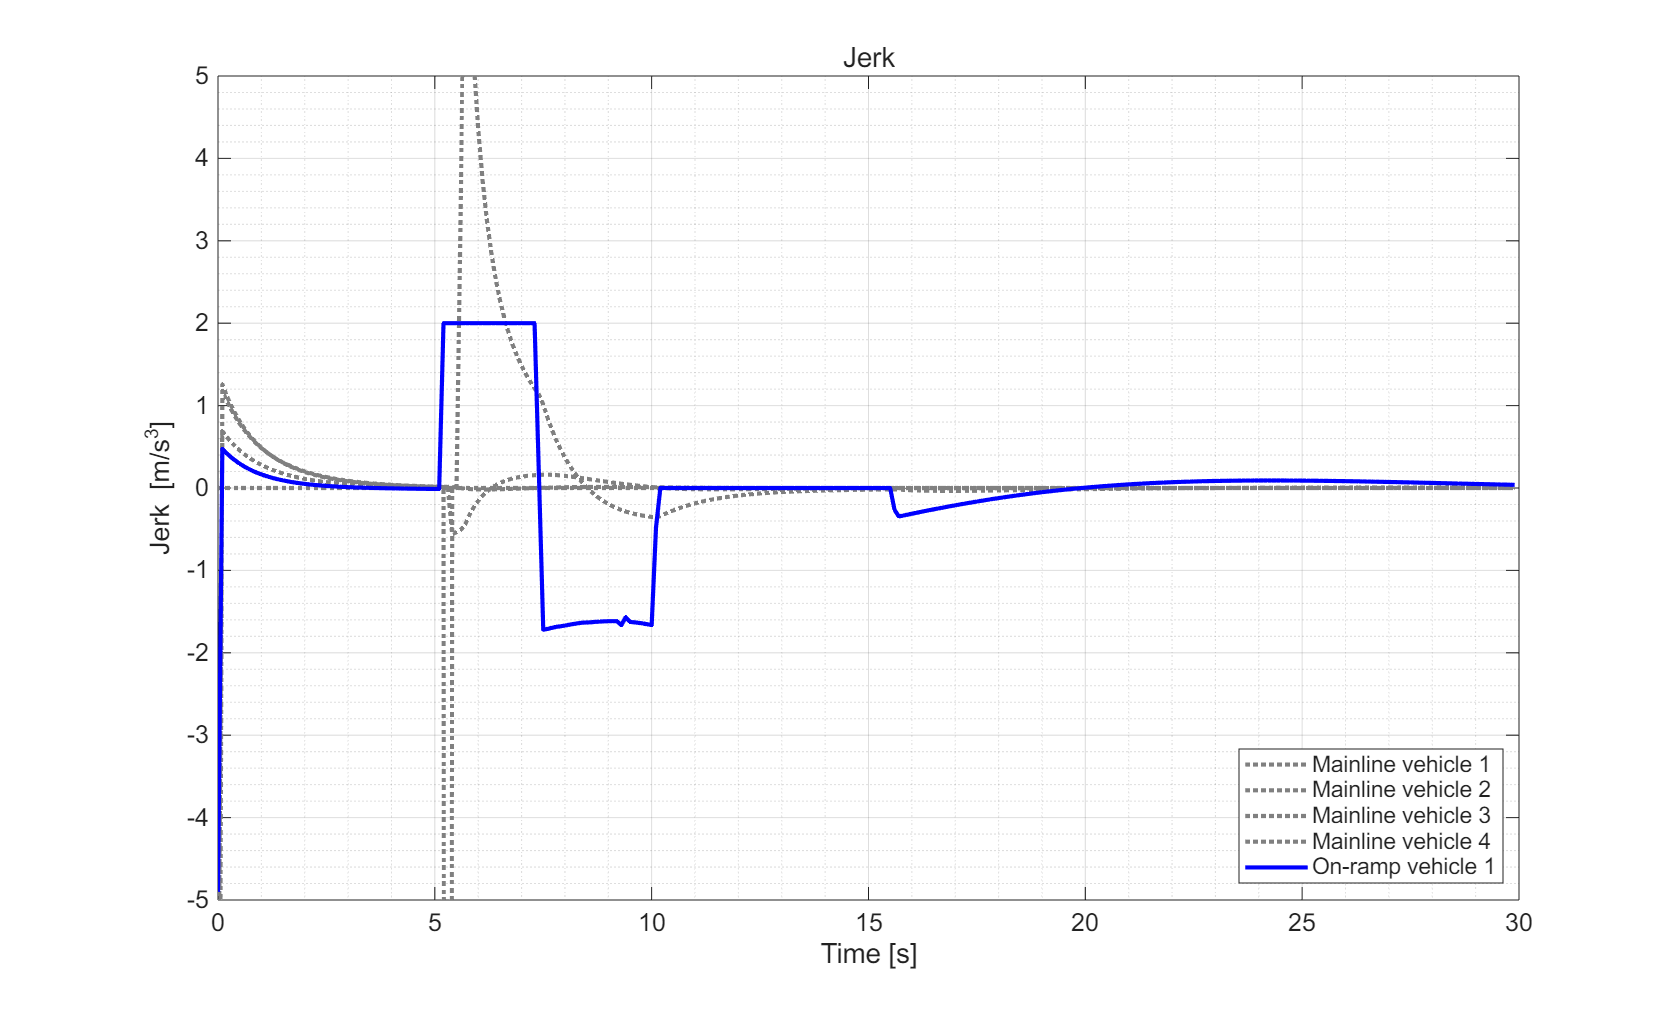 Jerk
5
4
3
2
1
0
-1
-2
-3
-4
-5
Jerk [m/s³]
0 5 10 15 20 25 30
Time [s]
Mainline vehicle 1
Mainline vehicle 2
Mainline vehicle 3
Mainline vehicle 4
On-ramp vehicle 1